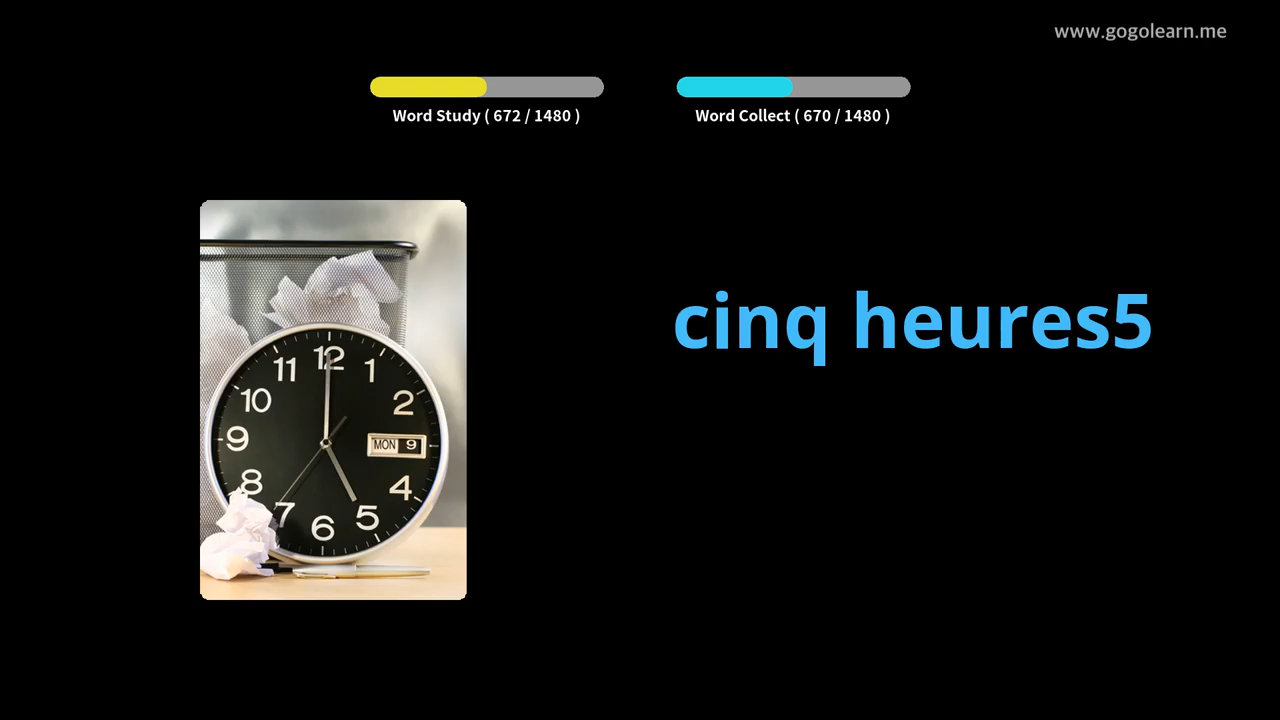 www.gogolearn.me
Word Study ( 672 / 1480 )
Word Collect ( 670 / 1480 )
cinq heures5
12
11
1
10
2
9
MON 9
8
4
7
5
6